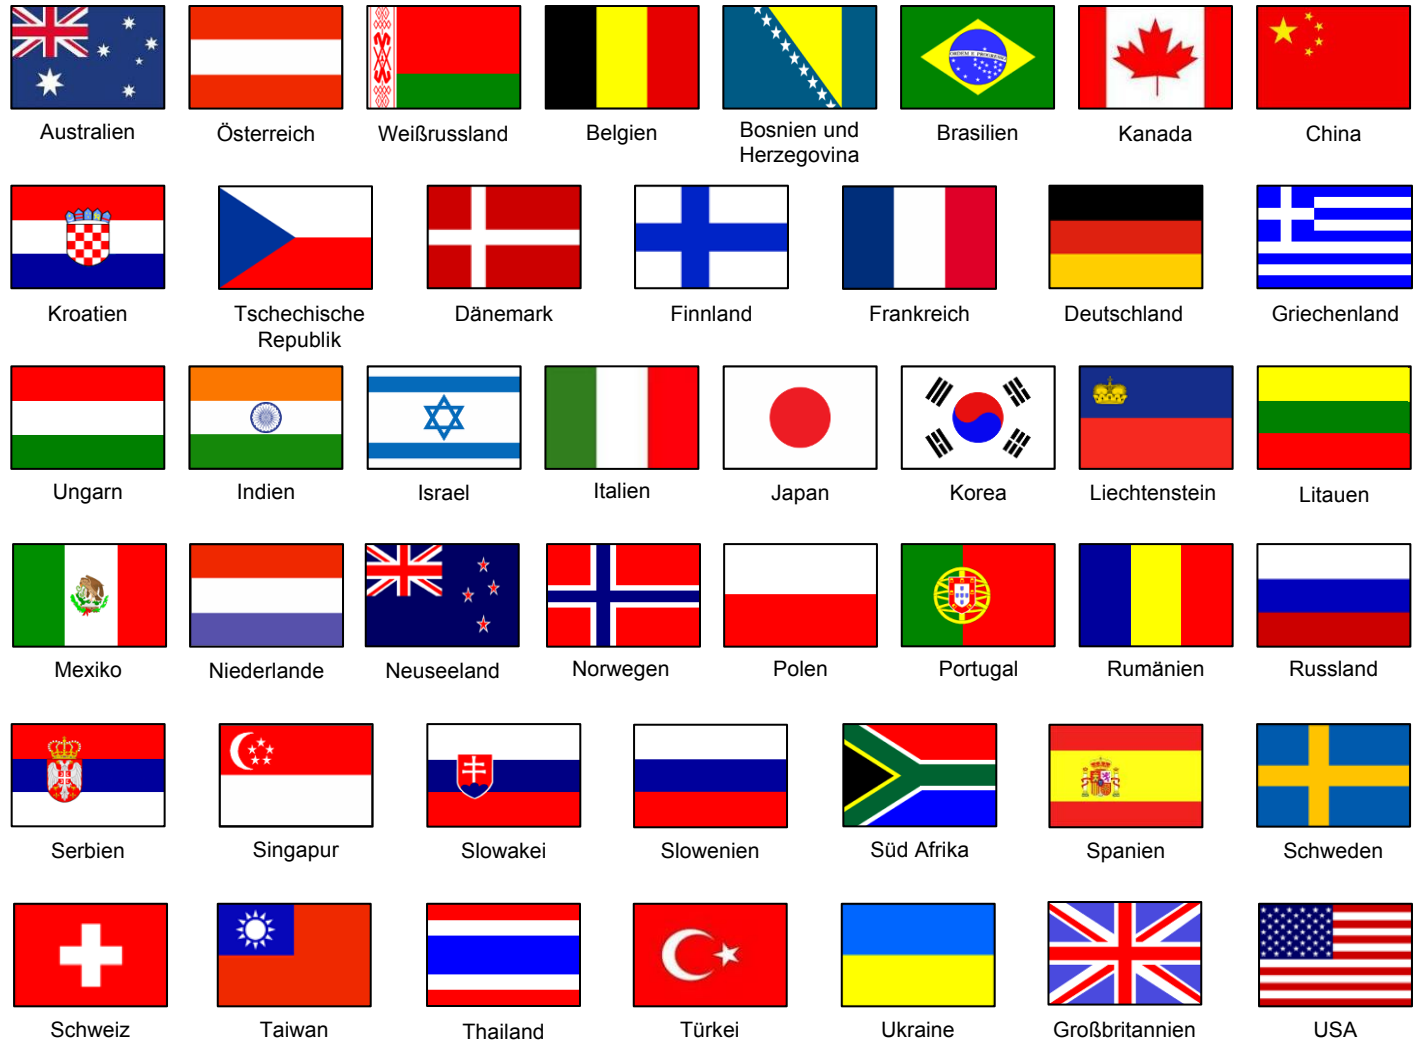 Australien
Österreich
Weißrussland
Belgien
Bosnien und
Herzegovina
Brasilien
Kanada
China
Kroatien
Tschechische
Republik
Dänemark
Finnland
Frankreich
Deutschland
Griechenland
Ungarn
Indien
Israel
Italien
Japan
Korea
Liechtenstein
Litauen
Mexiko
Niederlande
Neuseeland
Norwegen
Polen
Portugal
Rumänien
Russland
Serbien
Singapur
Slowakei
Slowenien
Süd Afrika
Spanien
Schweden
Schweiz
Taiwan
Thailand
Türkei
Ukraine
Großbritannien
USA